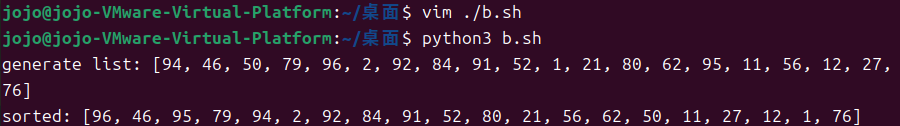 jojo@jojo-VMware-Virtual-Platform:~/桌面$ vim ./b.sh
jojo@jojo-VMware-Virtual-Platform:~/桌面$ python3 b.sh
generate list: [94, 46, 50, 79, 96, 2, 92, 84, 91, 52, 1, 21, 80, 62, 95, 11, 56, 12, 27,
76]
sorted: [96, 46, 95, 79, 94, 2, 92, 84, 91, 52, 80, 21, 56, 62, 50, 11, 27, 12, 1, 76]